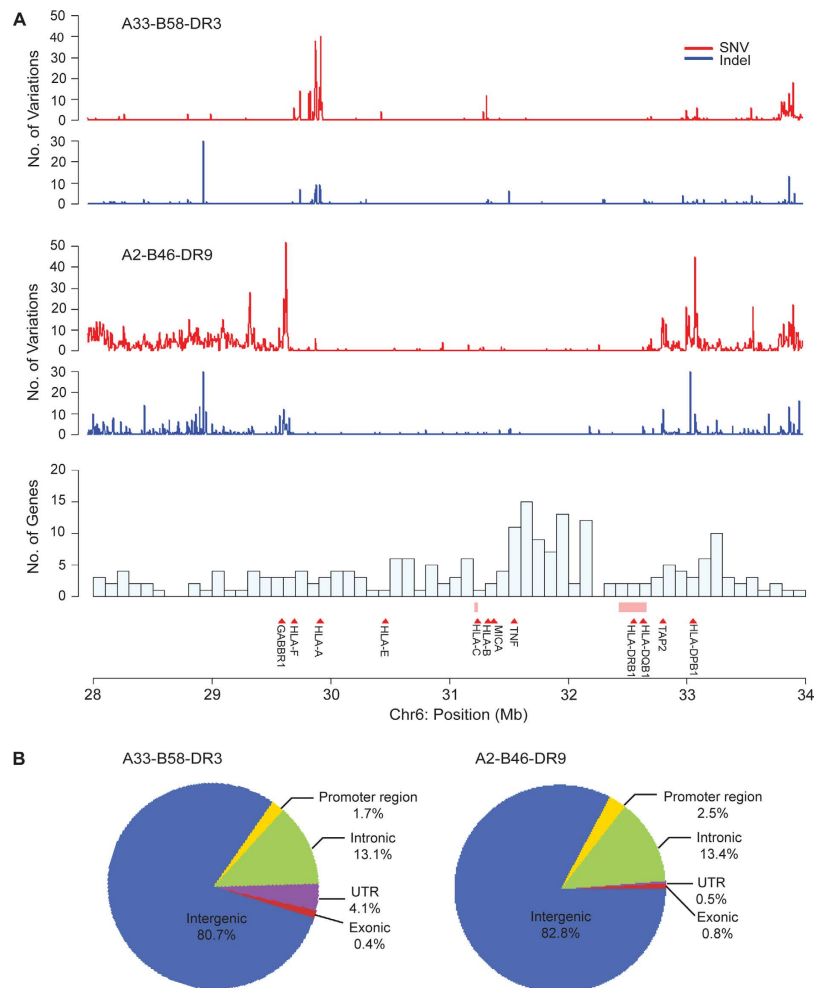 A
A33-B58-DR3
SNV
Indel
No. of Variations
50
40
30
20
10
0
30
20
10
0
A2-B46-DR9
No. of Variations
50
40
30
20
10
0
30
20
10
0
No. of Genes
20
15
10
5
0
GABBR1
HLA-F
HLA-A
HLA-E
HLA-C
HLA-B
MICA
TNF
HLA-DRB1
HLA-DQB1
TAP2
HLA-DPB1
28 29 30 31 32 33 34
Chr6: Position (Mb)
B
A33-B58-DR3
Promoter region
1.7%
Intronic
13.1%
UTR
4.1%
Exonic
0.4%
Intergenic
80.7%
A2-B46-DR9
Promoter region
2.5%
Intronic
13.4%
UTR
0.5%
Exonic
0.8%
Intergenic
82.8%